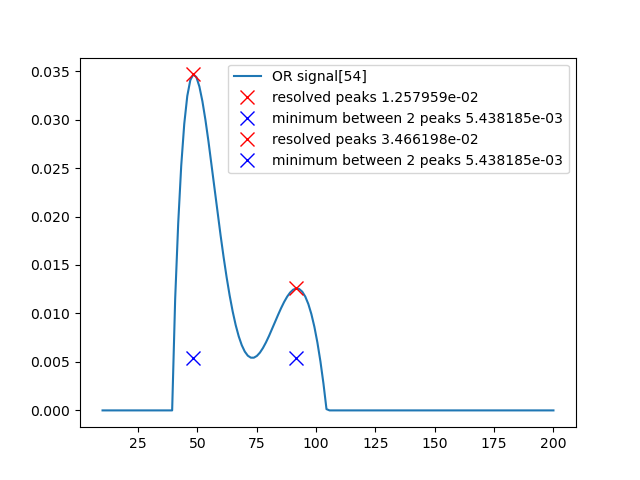 OR signal[54]
resolved peaks 1.257959e-02
minimum between 2 peaks 5.438185e-03
resolved peaks 3.466198e-02
minimum between 2 peaks 5.438185e-03
0.035
0.030
0.025
0.020
0.015
0.010
0.005
0.000
25 50 75 100 125 150 175 200